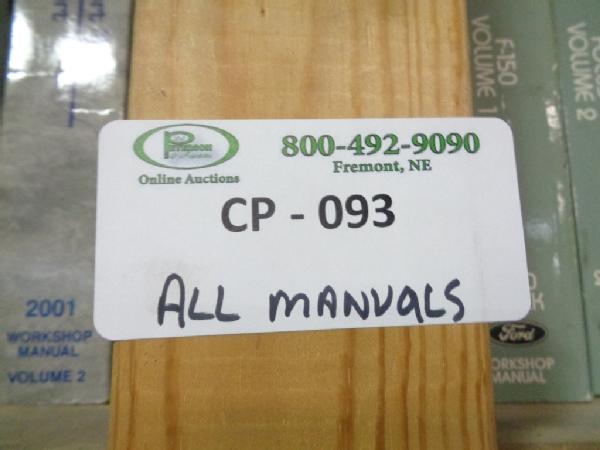 Online Auctions
800-492-9090
Fremont, NE
CP - 093
ALL MANUALS
2001
WORKSHOP
MANUAL
VOLUME 2
F-150
VOLUME 1
Ford
WORKSHOP
MANUAL
VOLUME 2